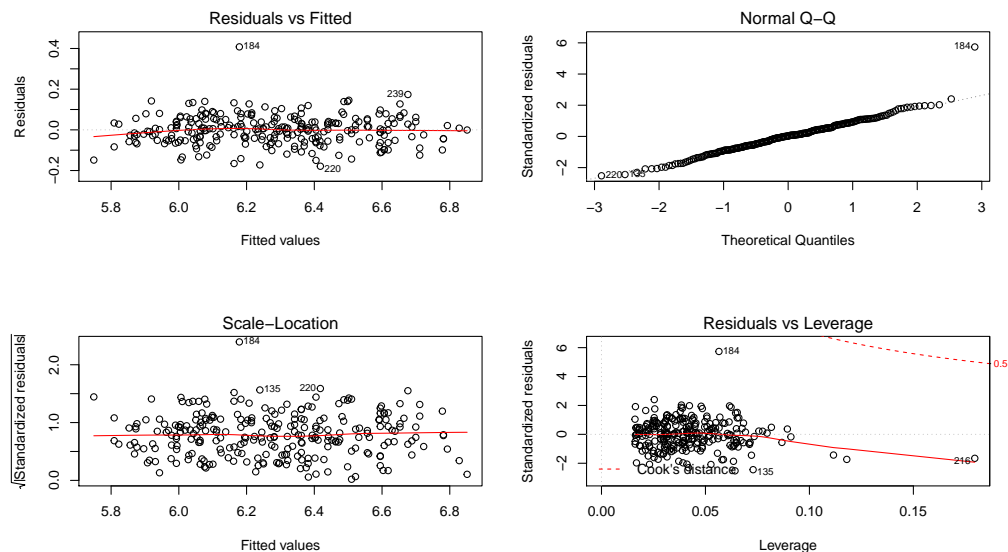 Residuals vs Fitted
Residuals
−0.2 0.0 0.2 0.4
184
239
220
5.8 6.0 6.2 6.4 6.6 6.8
Fitted values
Normal Q−Q
Standardized residuals
−2 0 2 4 6
184
220
135
−3 −2 −1 0 1 2 3
Theoretical Quantiles
Scale−Location
√|Standardized residuals|
0.0 1.0 2.0
184
135
220
5.8 6.0 6.2 6.4 6.6 6.8
Fitted values
Residuals vs Leverage
Standardized residuals
−2 0 2 4 6
184
0.5
216
135
Cook's distance
0.00 0.05 0.10 0.15
Leverage